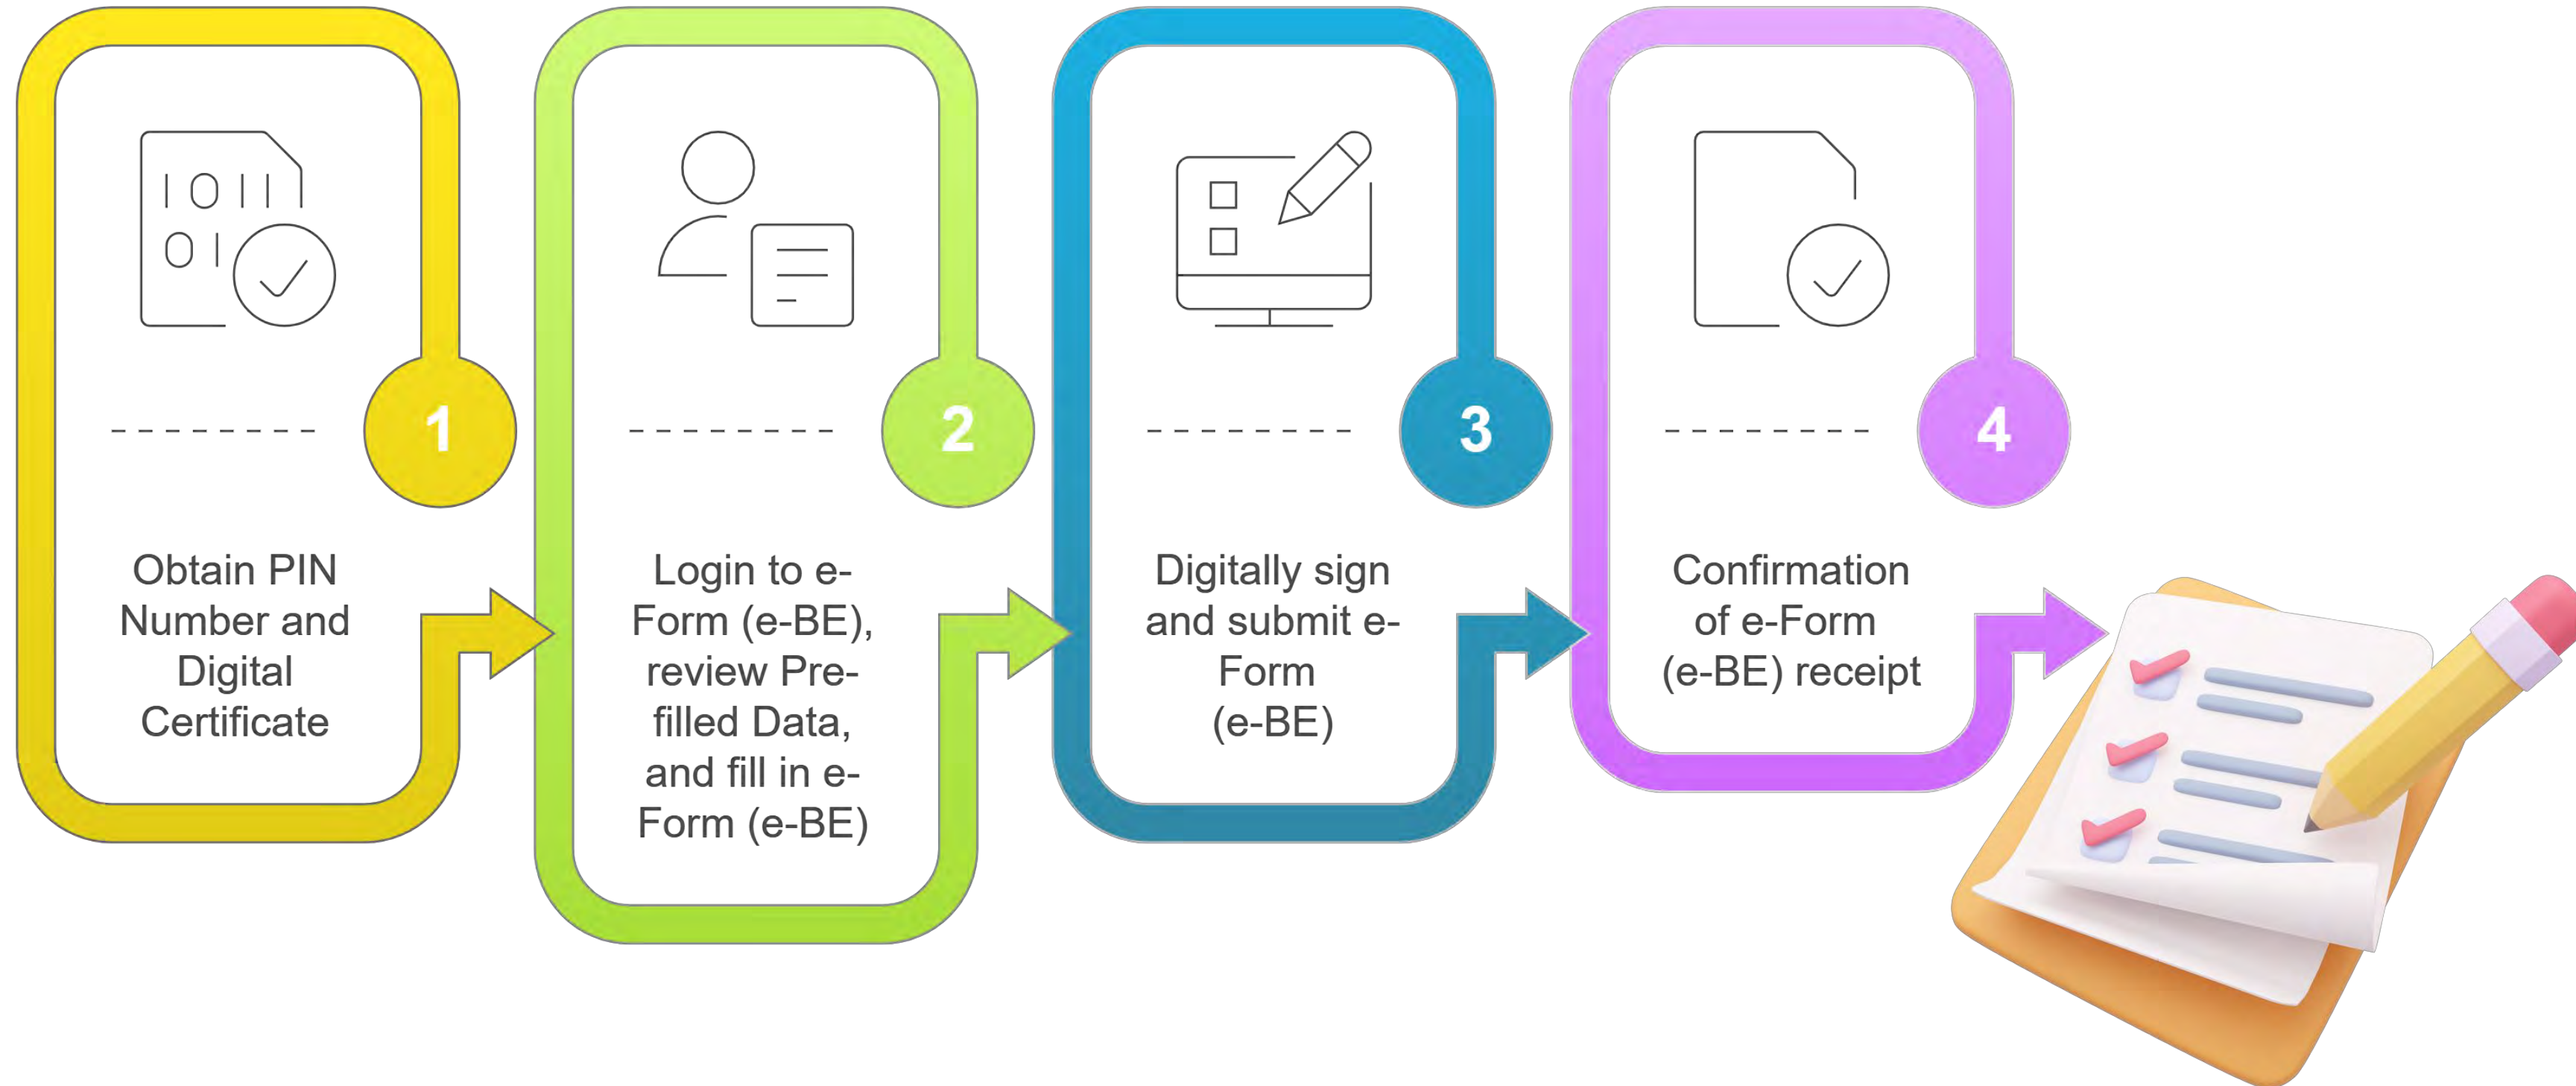 1
Obtain PIN
Number and
Digital
Certificate
2
Login to e-
Form (e-BE),
review Pre-
filled Data,
and fill in e-
Form (e-BE)
3
Digitally sign
and submit e-
Form
(e-BE)
4
Confirmation
of e-Form
(e-BE) receipt